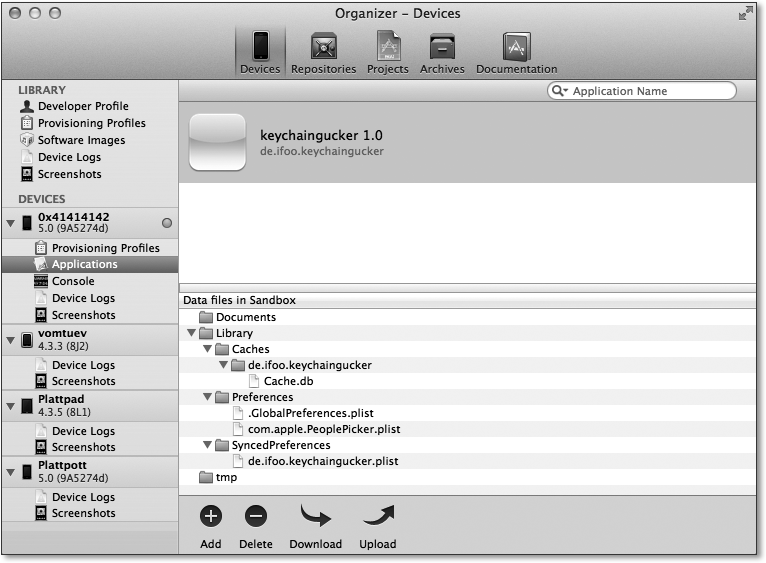 Organizer – Devices
Devices Repositories Projects Archives Documentation
LIBRARY
Developer Profile
Provisioning Profiles
Software Images
Device Logs
Screenshots
DEVICES
0x41414142
5.0 (9A5274d)
Provisioning Profiles
Applications
Console
Device Logs
Screenshots
vomtuev
4.3.3 (8J2)
Device Logs
Screenshots
Plattpad
4.3.5 (8L1)
Device Logs
Screenshots
Plattpott
5.0 (9A5274d)
Device Logs
Screenshots
Application Name
keychaingucker 1.0
de.ifoo.keychaingucker
Data files in Sandbox
Documents
Library
Caches
de.ifoo.keychaingucker
Cache.db
Preferences
.GlobalPreferences.plist
com.apple.PeoplePicker.plist
SyncedPreferences
de.ifoo.keychaingucker.plist
tmp
Add Delete Download Upload